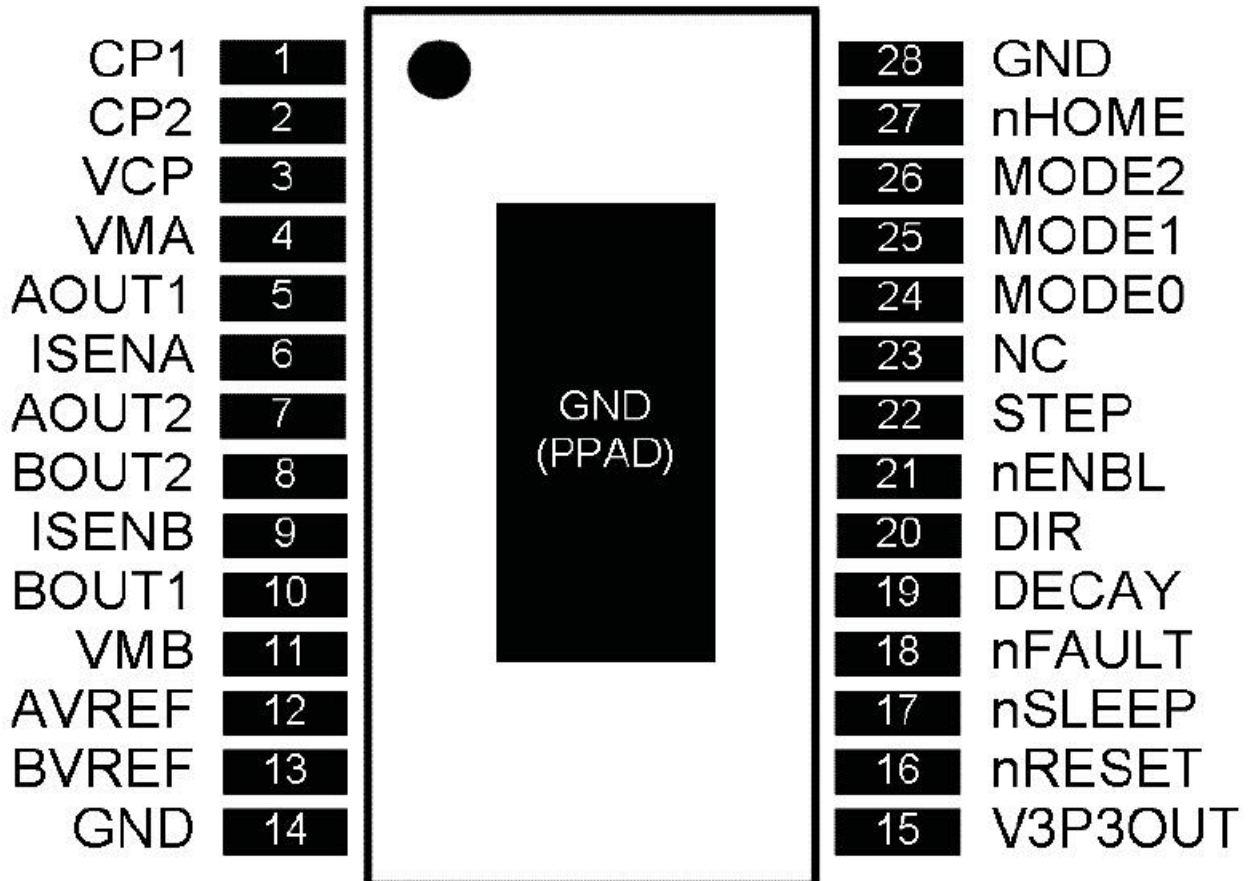 CP1 1
CP2 2
VCP 3
VMA 4
AOUT1 5
ISENA 6
AOUT2 7
BOUT2 8
ISENB 9
BOUT1 10
VMB 11
AVREF 12
BVREF 13
GND 14
GND
(PPAD)
28 GND
27 nHOME
26 MODE2
25 MODE1
24 MODE0
23 NC
22 STEP
21 nENBL
20 DIR
19 DECAY
18 nFAULT
17 nSLEEP
16 nRESET
15 V3P3OUT